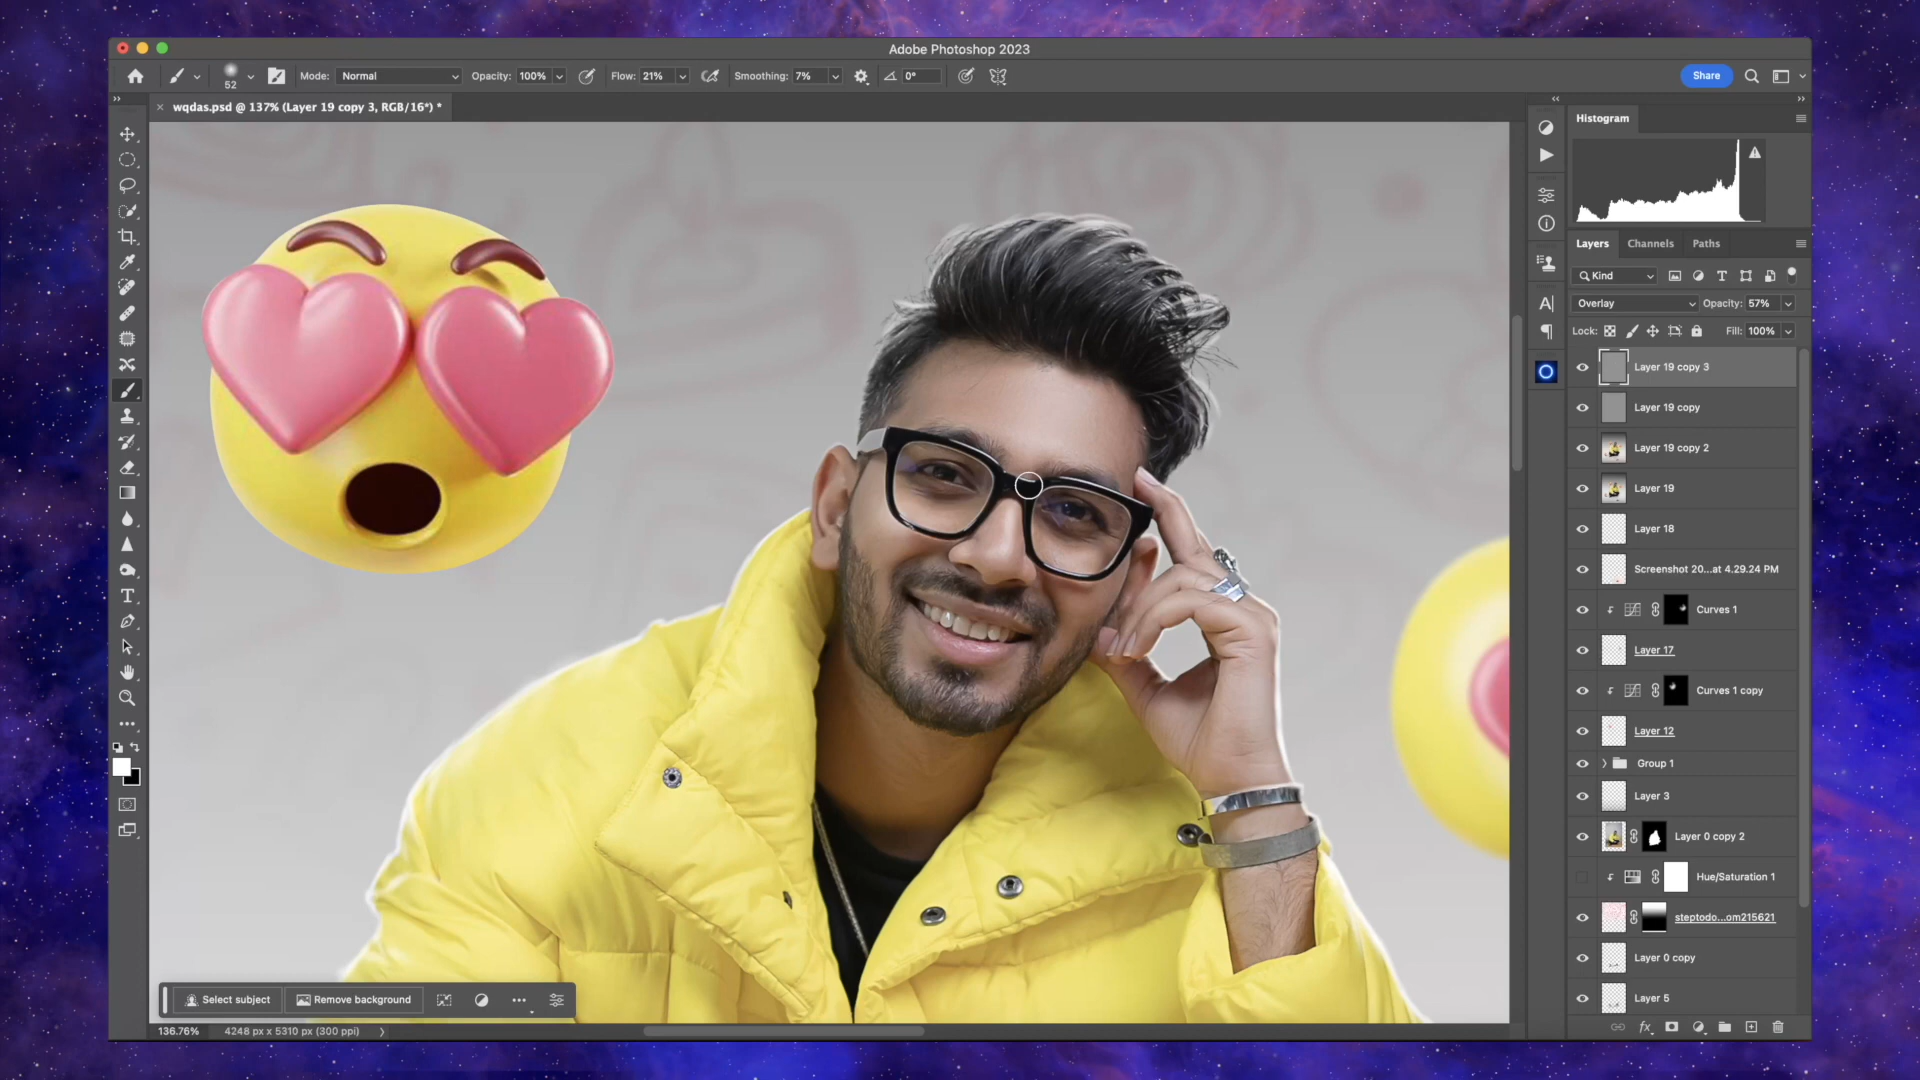 Adobe Photoshop 2023
52
Mode: Normal
Opacity: 100%
Flow: 21%
Smoothing: 7%
0°
Share
wqdas.psd @ 137% (Layer 19 copy 3, RGB/16*) *
Histogram
Layers Channels Paths
Kind
Overlay Opacity: 57%
Lock: Fill: 100%
Layer 19 copy 3
Layer 19 copy
Layer 19 copy 2
Layer 19
Layer 18
Screenshot 20...at 4.29.24 PM
Curves 1
Layer 17
Curves 1 copy
Layer 12
Group 1
Layer 3
Layer 0 copy 2
Hue/Saturation 1
steptodo...om215621
Layer 0 copy
Layer 5
fx
Select subject
Remove background
136.76% 4248 px x 5310 px (300 ppi)